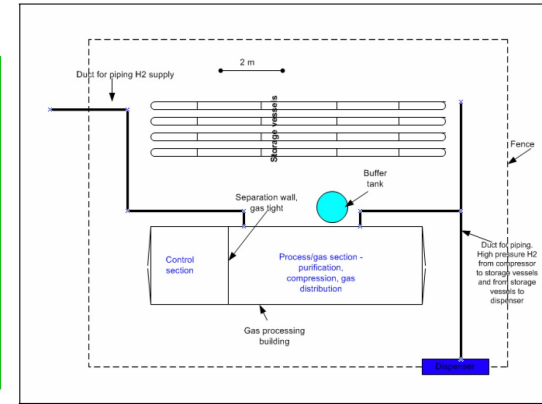 2 m
Duct for piping H2 supply
Storage vessels
Fence
Buffer
tank
Separation wall,
gas tight
Control
section
Process/gas section -
purification,
compression, gas
distribution
Duct for piping.
High pressure H2
from compressor
to storage vessels
and from storage
vessels to
dispenser
Gas processing
building
Dispenser